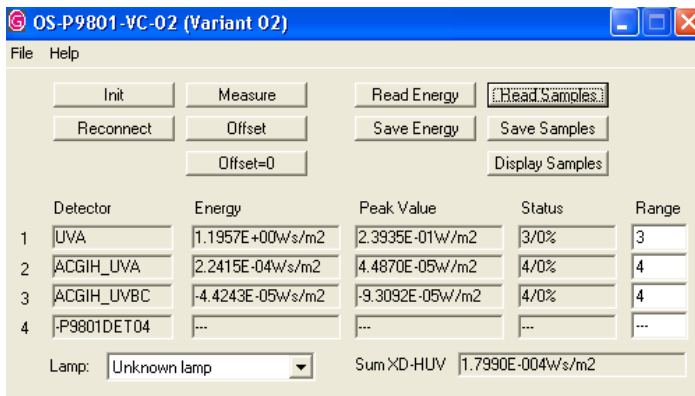 G OS-P9801-VC-02 (Variant 02)
File Help
Init Measure Read Energy Read Samples
Reconnect Offset Save Energy Save Samples
Offset=0 Display Samples
Detector Energy Peak Value Status Range
1 UVA 1.1957E+00Ws/m2 2.3935E-01W/m2 3/0% 3
2 ACGIH_UVA 2.2415E-04Ws/m2 4.4870E-05W/m2 4/0% 4
3 ACGIH_UVBC -4.4243E-05Ws/m2 -9.3092E-05W/m2 4/0% 4
4 -P9801DET04 --- --- --- ---
Lamp: Unknown lamp Sum XD-HUV 1.7990E-004Ws/m2